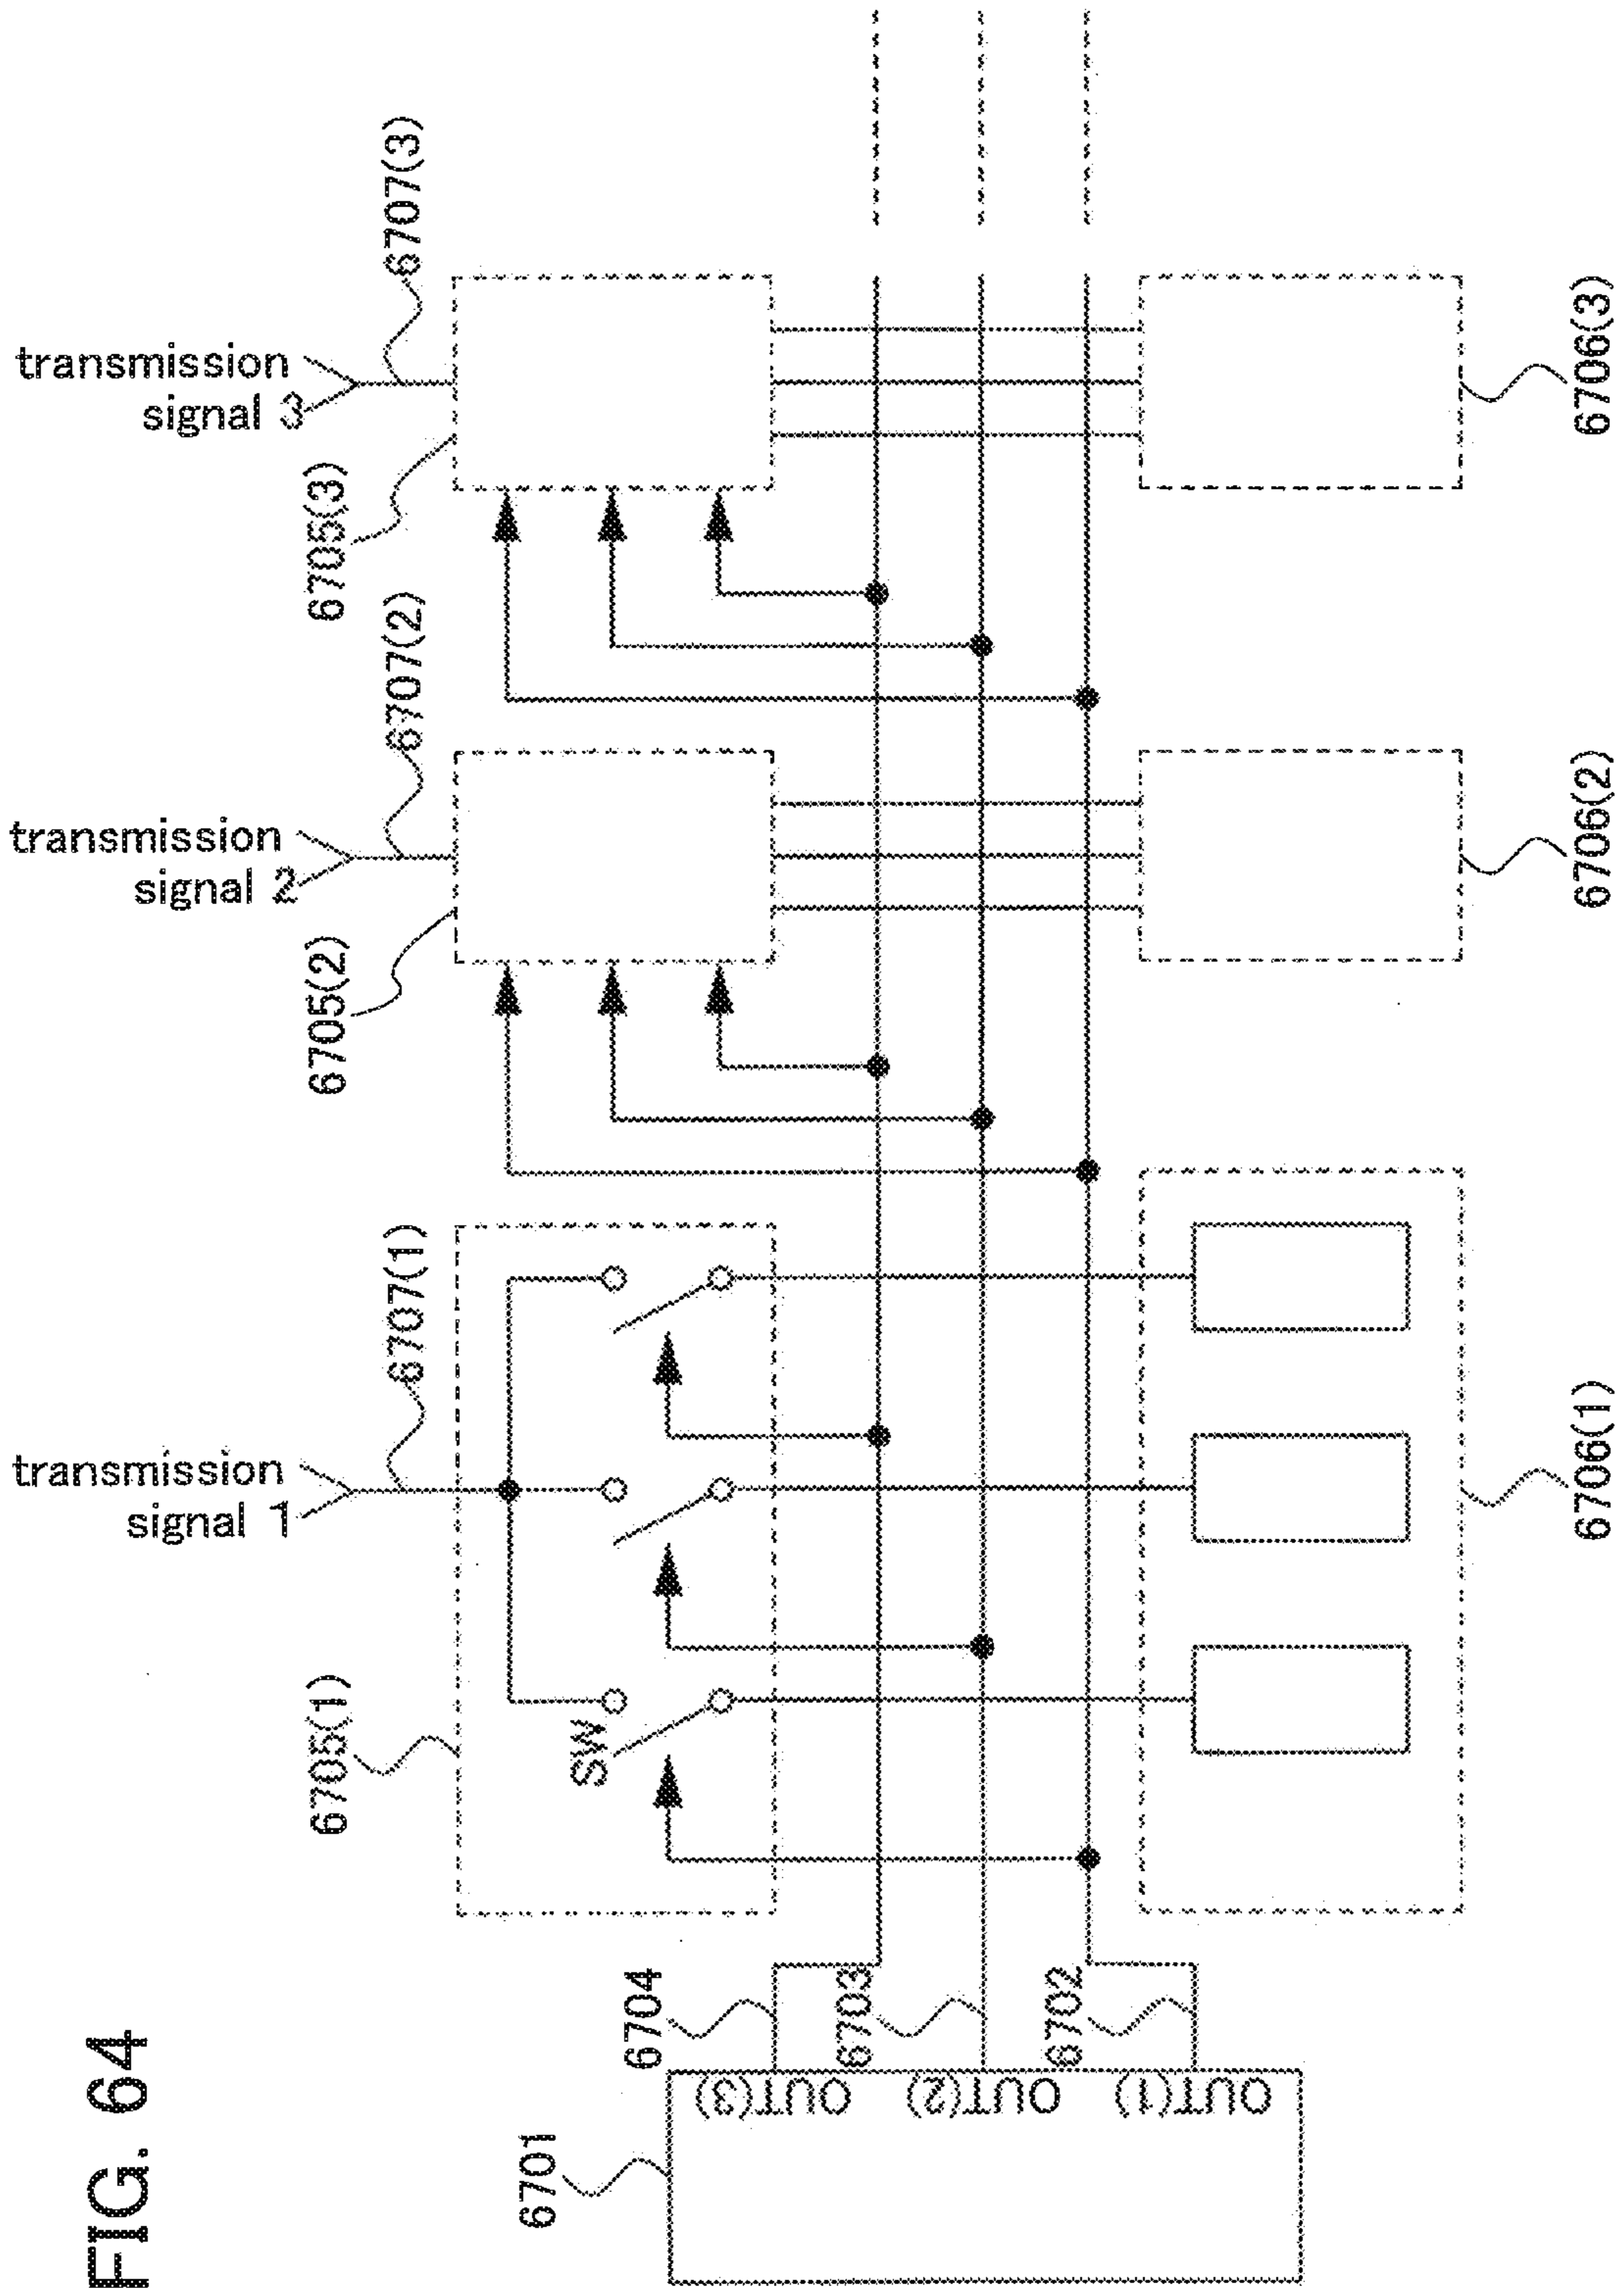 FIG. 64
transmission
signal 1
transmission
signal 2
transmission
signal 3
6707(1)
6707(2)
6707(3)
6705(1)
6705(2)
6705(3)
SW
6701
6704
6703
6702
OUT(3)
OUT(2)
OUT(1)
6706(1)
6706(2)
6706(3)